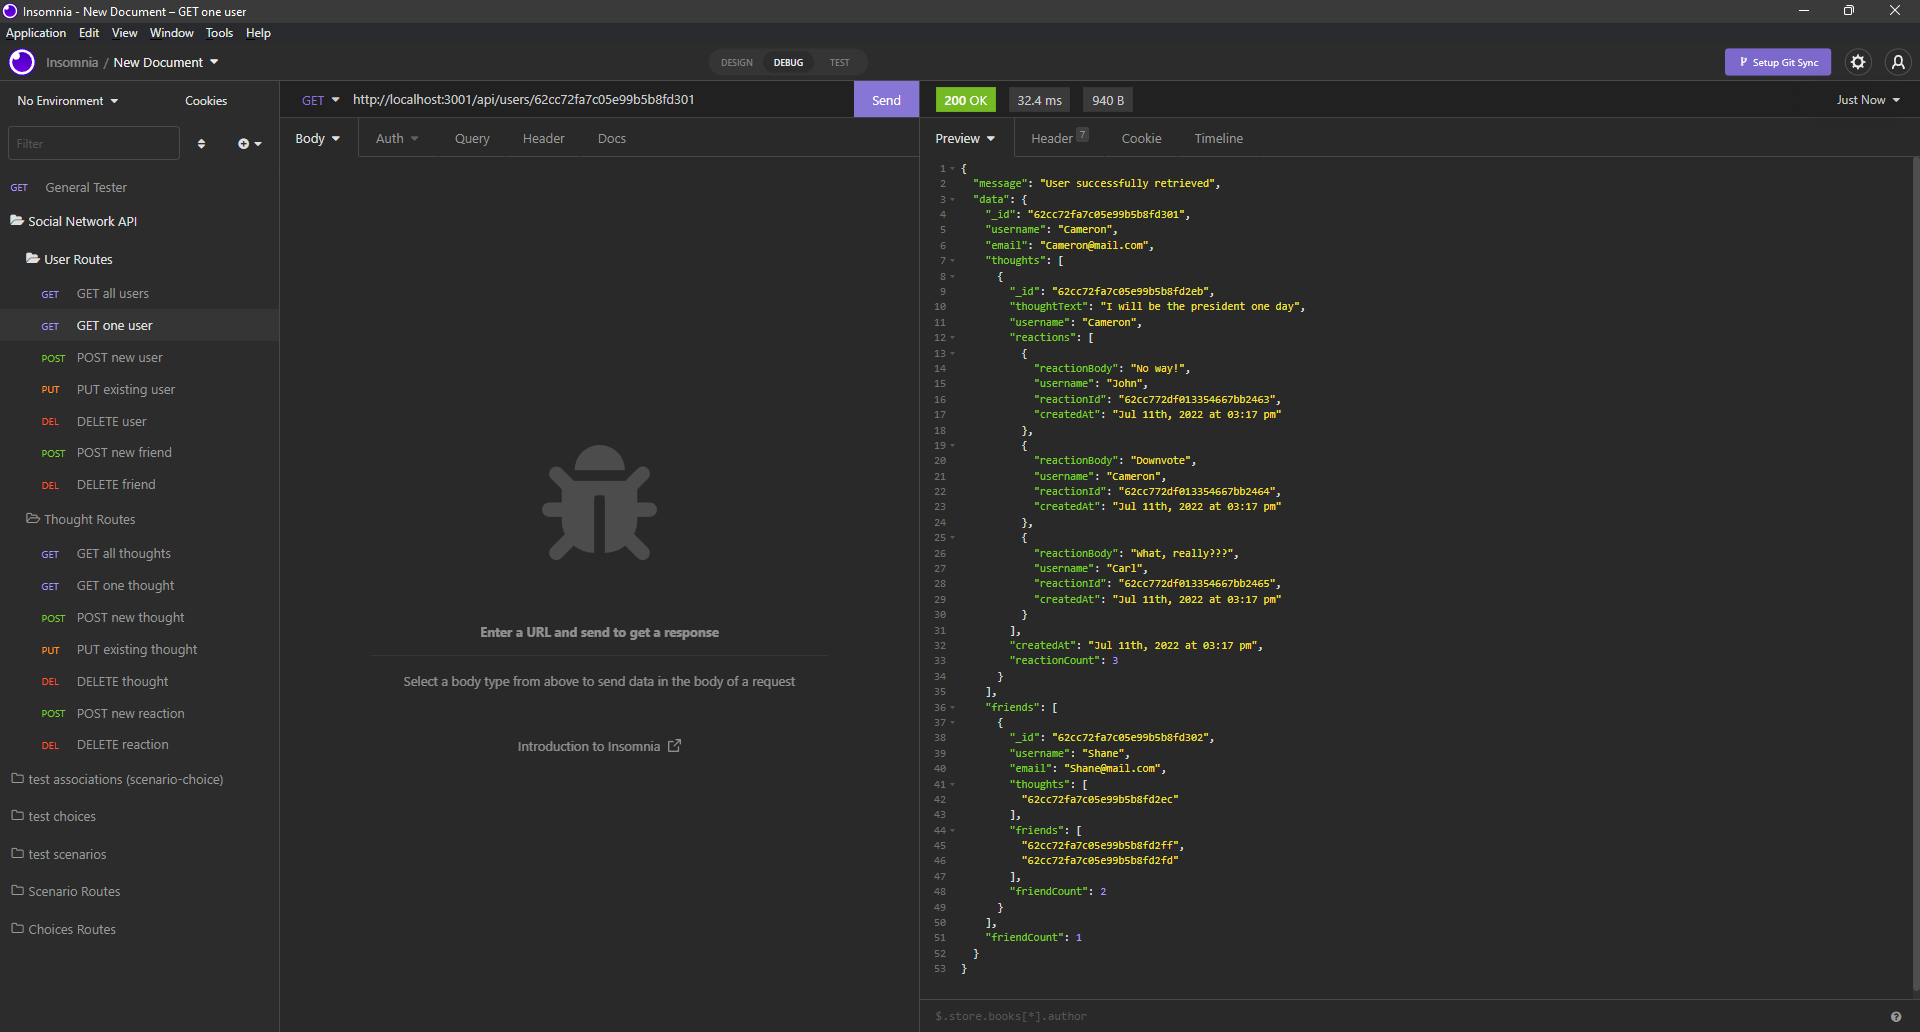 Insomnia - New Document – GET one user
Application Edit View Window Tools Help
Insomnia / New Document
DESIGN DEBUG TEST
Setup Git Sync
No Environment
Cookies
Filter
GET General Tester
Social Network API
User Routes
GET GET all users
GET GET one user
POST POST new user
PUT PUT existing user
DEL DELETE user
POST POST new friend
DEL DELETE friend
Thought Routes
GET GET all thoughts
GET GET one thought
POST POST new thought
PUT PUT existing thought
DEL DELETE thought
POST POST new reaction
DEL DELETE reaction
test associations (scenario-choice)
test choices
test scenarios
Scenario Routes
Choices Routes
GET http://localhost:3001/api/users/62cc72fa7c05e99b5b8fd301 Send
Body Auth Query Header Docs
Enter a URL and send to get a response
Select a body type from above to send data in the body of a request
Introduction to Insomnia
200 OK 32.4 ms 940 B Just Now
Preview Header 7 Cookie Timeline
1 {
2 "message": "User successfully retrieved",
3 "data": {
4 "_id": "62cc72fa7c05e99b5b8fd301",
5 "username": "Cameron",
6 "email": "Cameron@mail.com",
7 "thoughts": [
8 {
9 "_id": "62cc72fa7c05e99b5b8fd2eb",
10 "thoughtText": "I will be the president one day",
11 "username": "Cameron",
12 "reactions": [
13 {
14 "reactionBody": "No way!",
15 "username": "John",
16 "reactionId": "62cc772df013354667bb2463",
17 "createdAt": "Jul 11th, 2022 at 03:17 pm"
18 },
19 {
20 "reactionBody": "Downvote",
21 "username": "Cameron",
22 "reactionId": "62cc772df013354667bb2464",
23 "createdAt": "Jul 11th, 2022 at 03:17 pm"
24 },
25 {
26 "reactionBody": "What, really???",
27 "username": "Carl",
28 "reactionId": "62cc772df013354667bb2465",
29 "createdAt": "Jul 11th, 2022 at 03:17 pm"
30 }
31 ],
32 "createdAt": "Jul 11th, 2022 at 03:17 pm",
33 "reactionCount": 3
34 }
35 ],
36 "friends": [
37 {
38 "_id": "62cc72fa7c05e99b5b8fd302",
39 "username": "Shane",
40 "email": "Shane@mail.com",
41 "thoughts": [
42 "62cc72fa7c05e99b5b8fd2ec"
43 ],
44 "friends": [
45 "62cc72fa7c05e99b5b8fd2ff",
46 "62cc72fa7c05e99b5b8fd2fd"
47 ],
48 "friendCount": 2
49 }
50 ],
51 "friendCount": 1
52 }
53 }
$.store.books[*].author